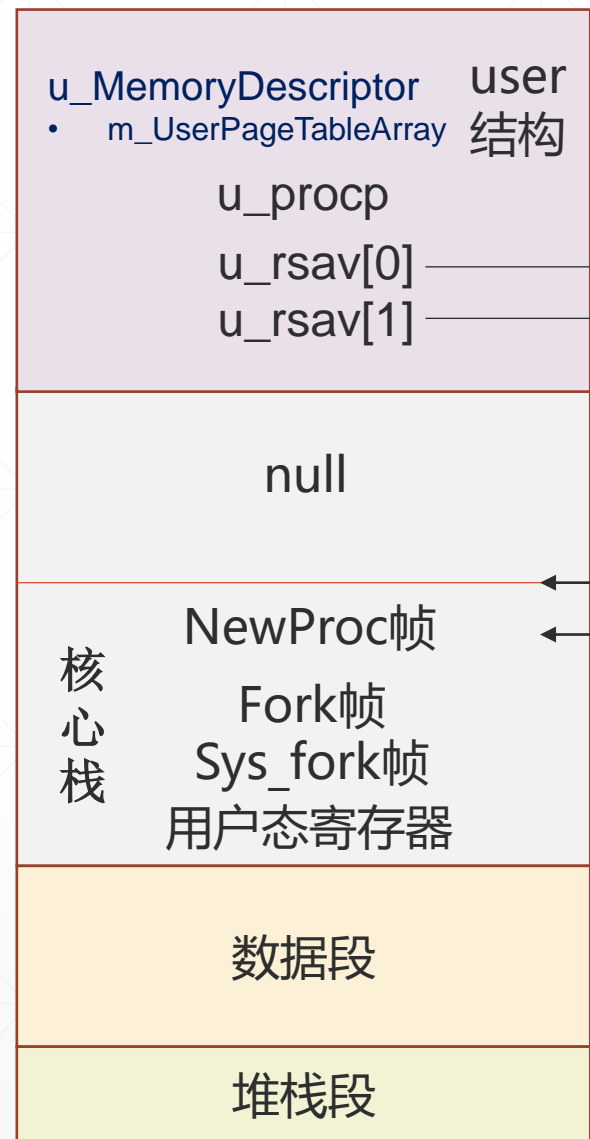 u_MemoryDescriptor
• m_UserPageTableArray
user
结构
u_procp
u_rsav[0]
u_rsav[1]
null
核
心
栈
NewProc帧
Fork帧
Sys_fork帧
用户态寄存器
数据段
堆栈段